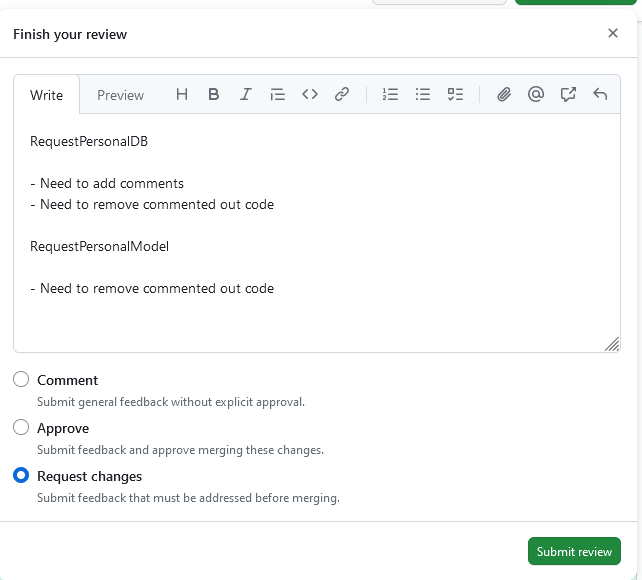 Finish your review
Write Preview
RequestPersonalDB
- Need to add comments
- Need to remove commented out code
RequestPersonalModel
- Need to remove commented out code
Comment
Submit general feedback without explicit approval.
Approve
Submit feedback and approve merging these changes.
Request changes
Submit feedback that must be addressed before merging.
Submit review